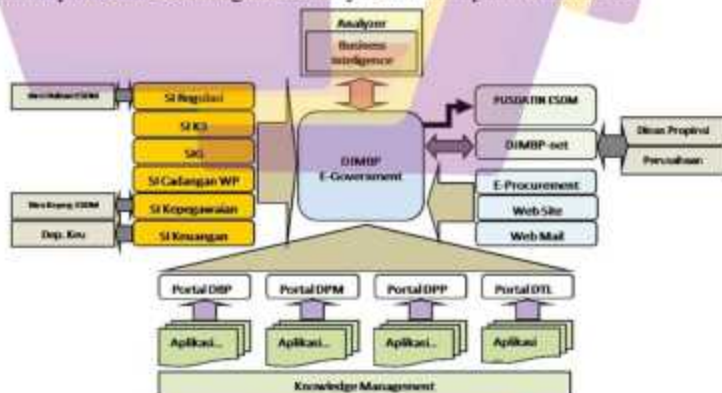 Analyzer
Business
Intelligence
SI Regulasi
SI K3
SIG
SI Cadangan WP
SI Kepegawaian
SI Keuangan
Dep. Keu
DJMBP
E-Government
PUSDATIN ESDM
DJMBP-net
Dinas Propinsi
Perusahaan
E-Procurement
Web Site
Web Mail
Portal DBP
Portal DPM
Portal DPP
Portal DTL
Aplikasi...
Aplikasi...
Aplikasi...
Aplikasi
Knowledge Management